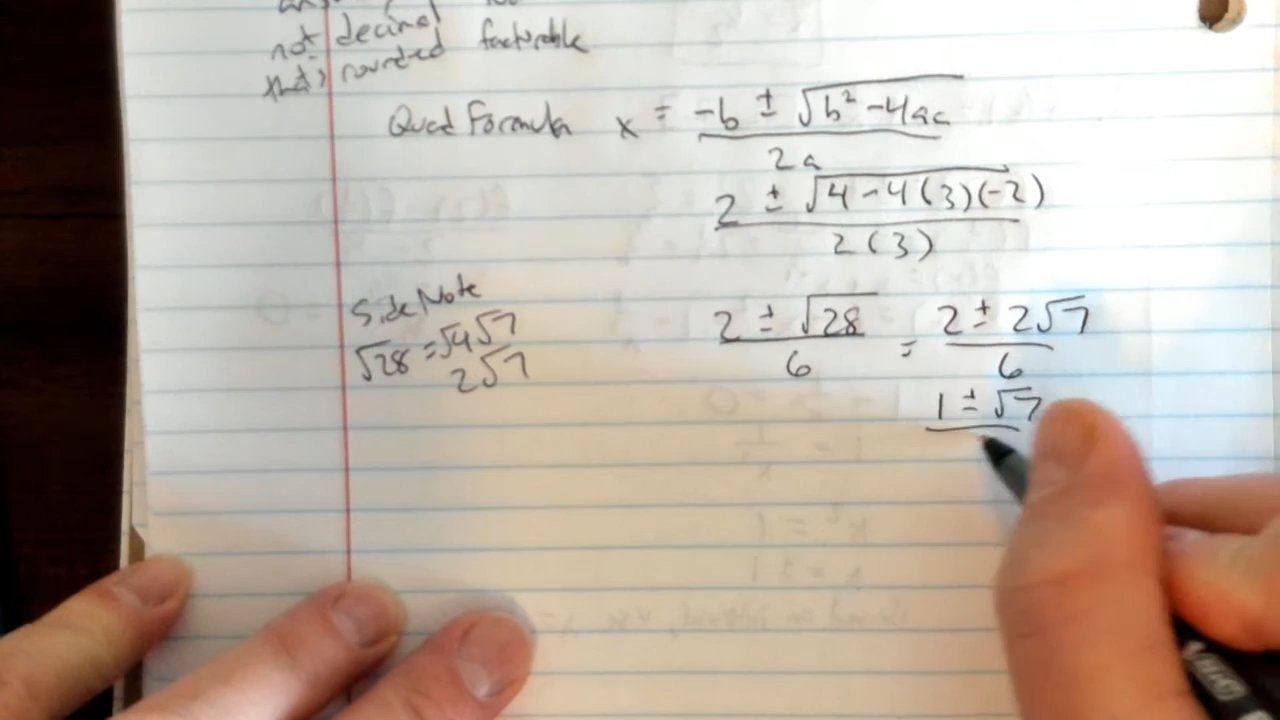 not decimal
that's rounded factorable
Quad Formula x = -b ± √b² -4ac
2a
2 ± √4 - 4(3)(-2)
2(3)
Side Note
√28 = √4√7
2√7
2 ± √28 = 2 ± 2√7
6 6
1 ± √7